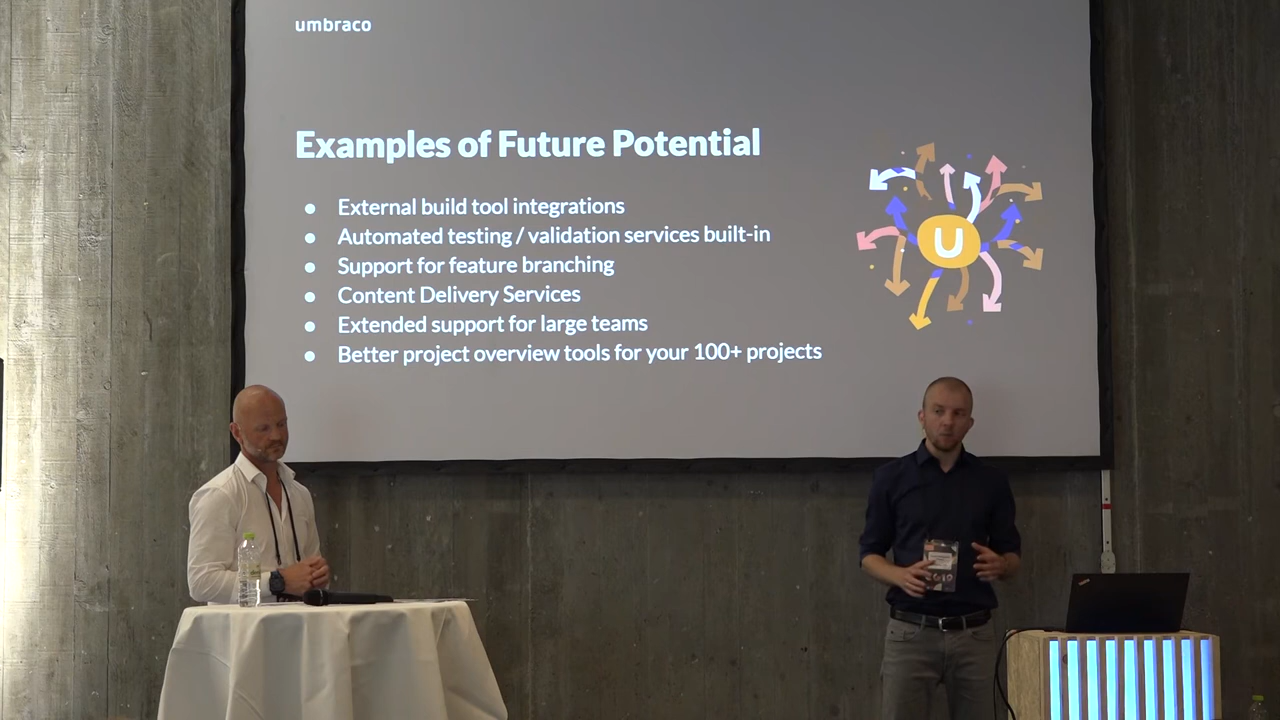 umbraco
Examples of Future Potential
● External build tool integrations
● Automated testing / validation services built-in
● Support for feature branching
● Content Delivery Services
● Extended support for large teams
● Better project overview tools for your 100+ projects
U